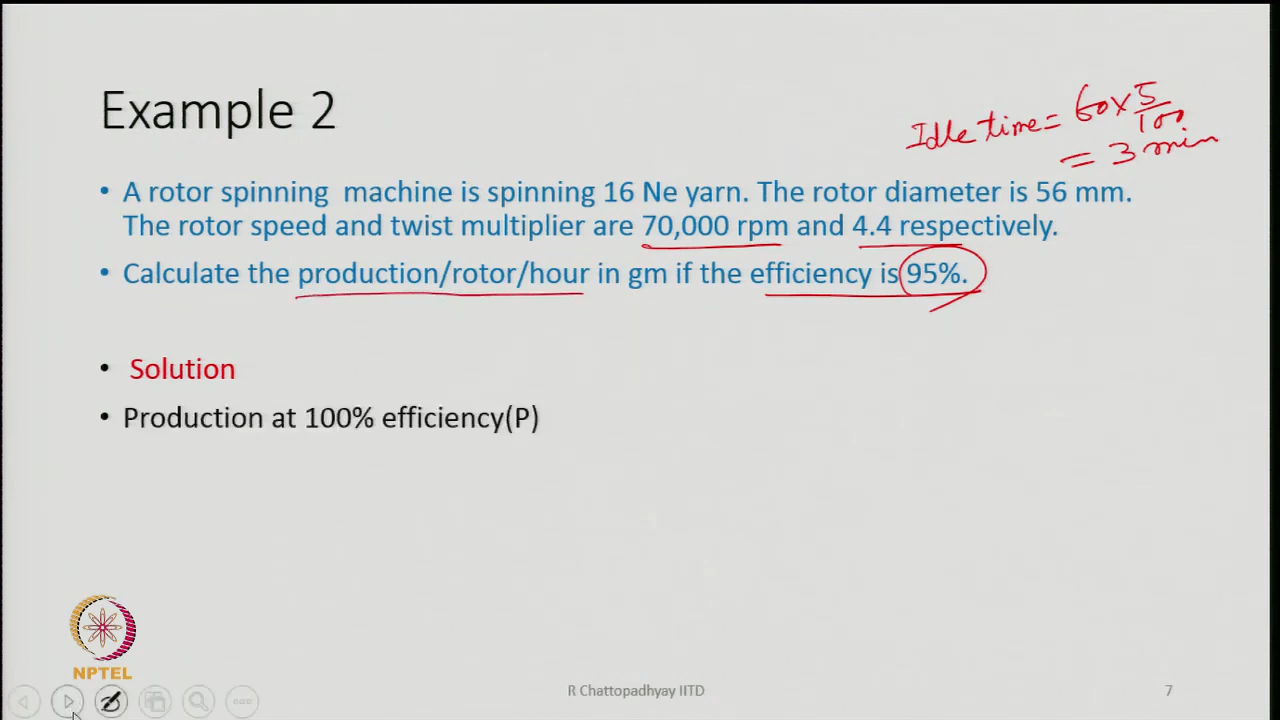 Example 2
Idle time = 60 × 5/100
= 3 min
• A rotor spinning machine is spinning 16 Ne yarn. The rotor diameter is 56 mm.
The rotor speed and twist multiplier are 70,000 rpm and 4.4 respectively.
• Calculate the production/rotor/hour in gm if the efficiency is 95%.
• Solution
• Production at 100% efficiency(P)
NPTEL
R Chattopadhyay IITD
7